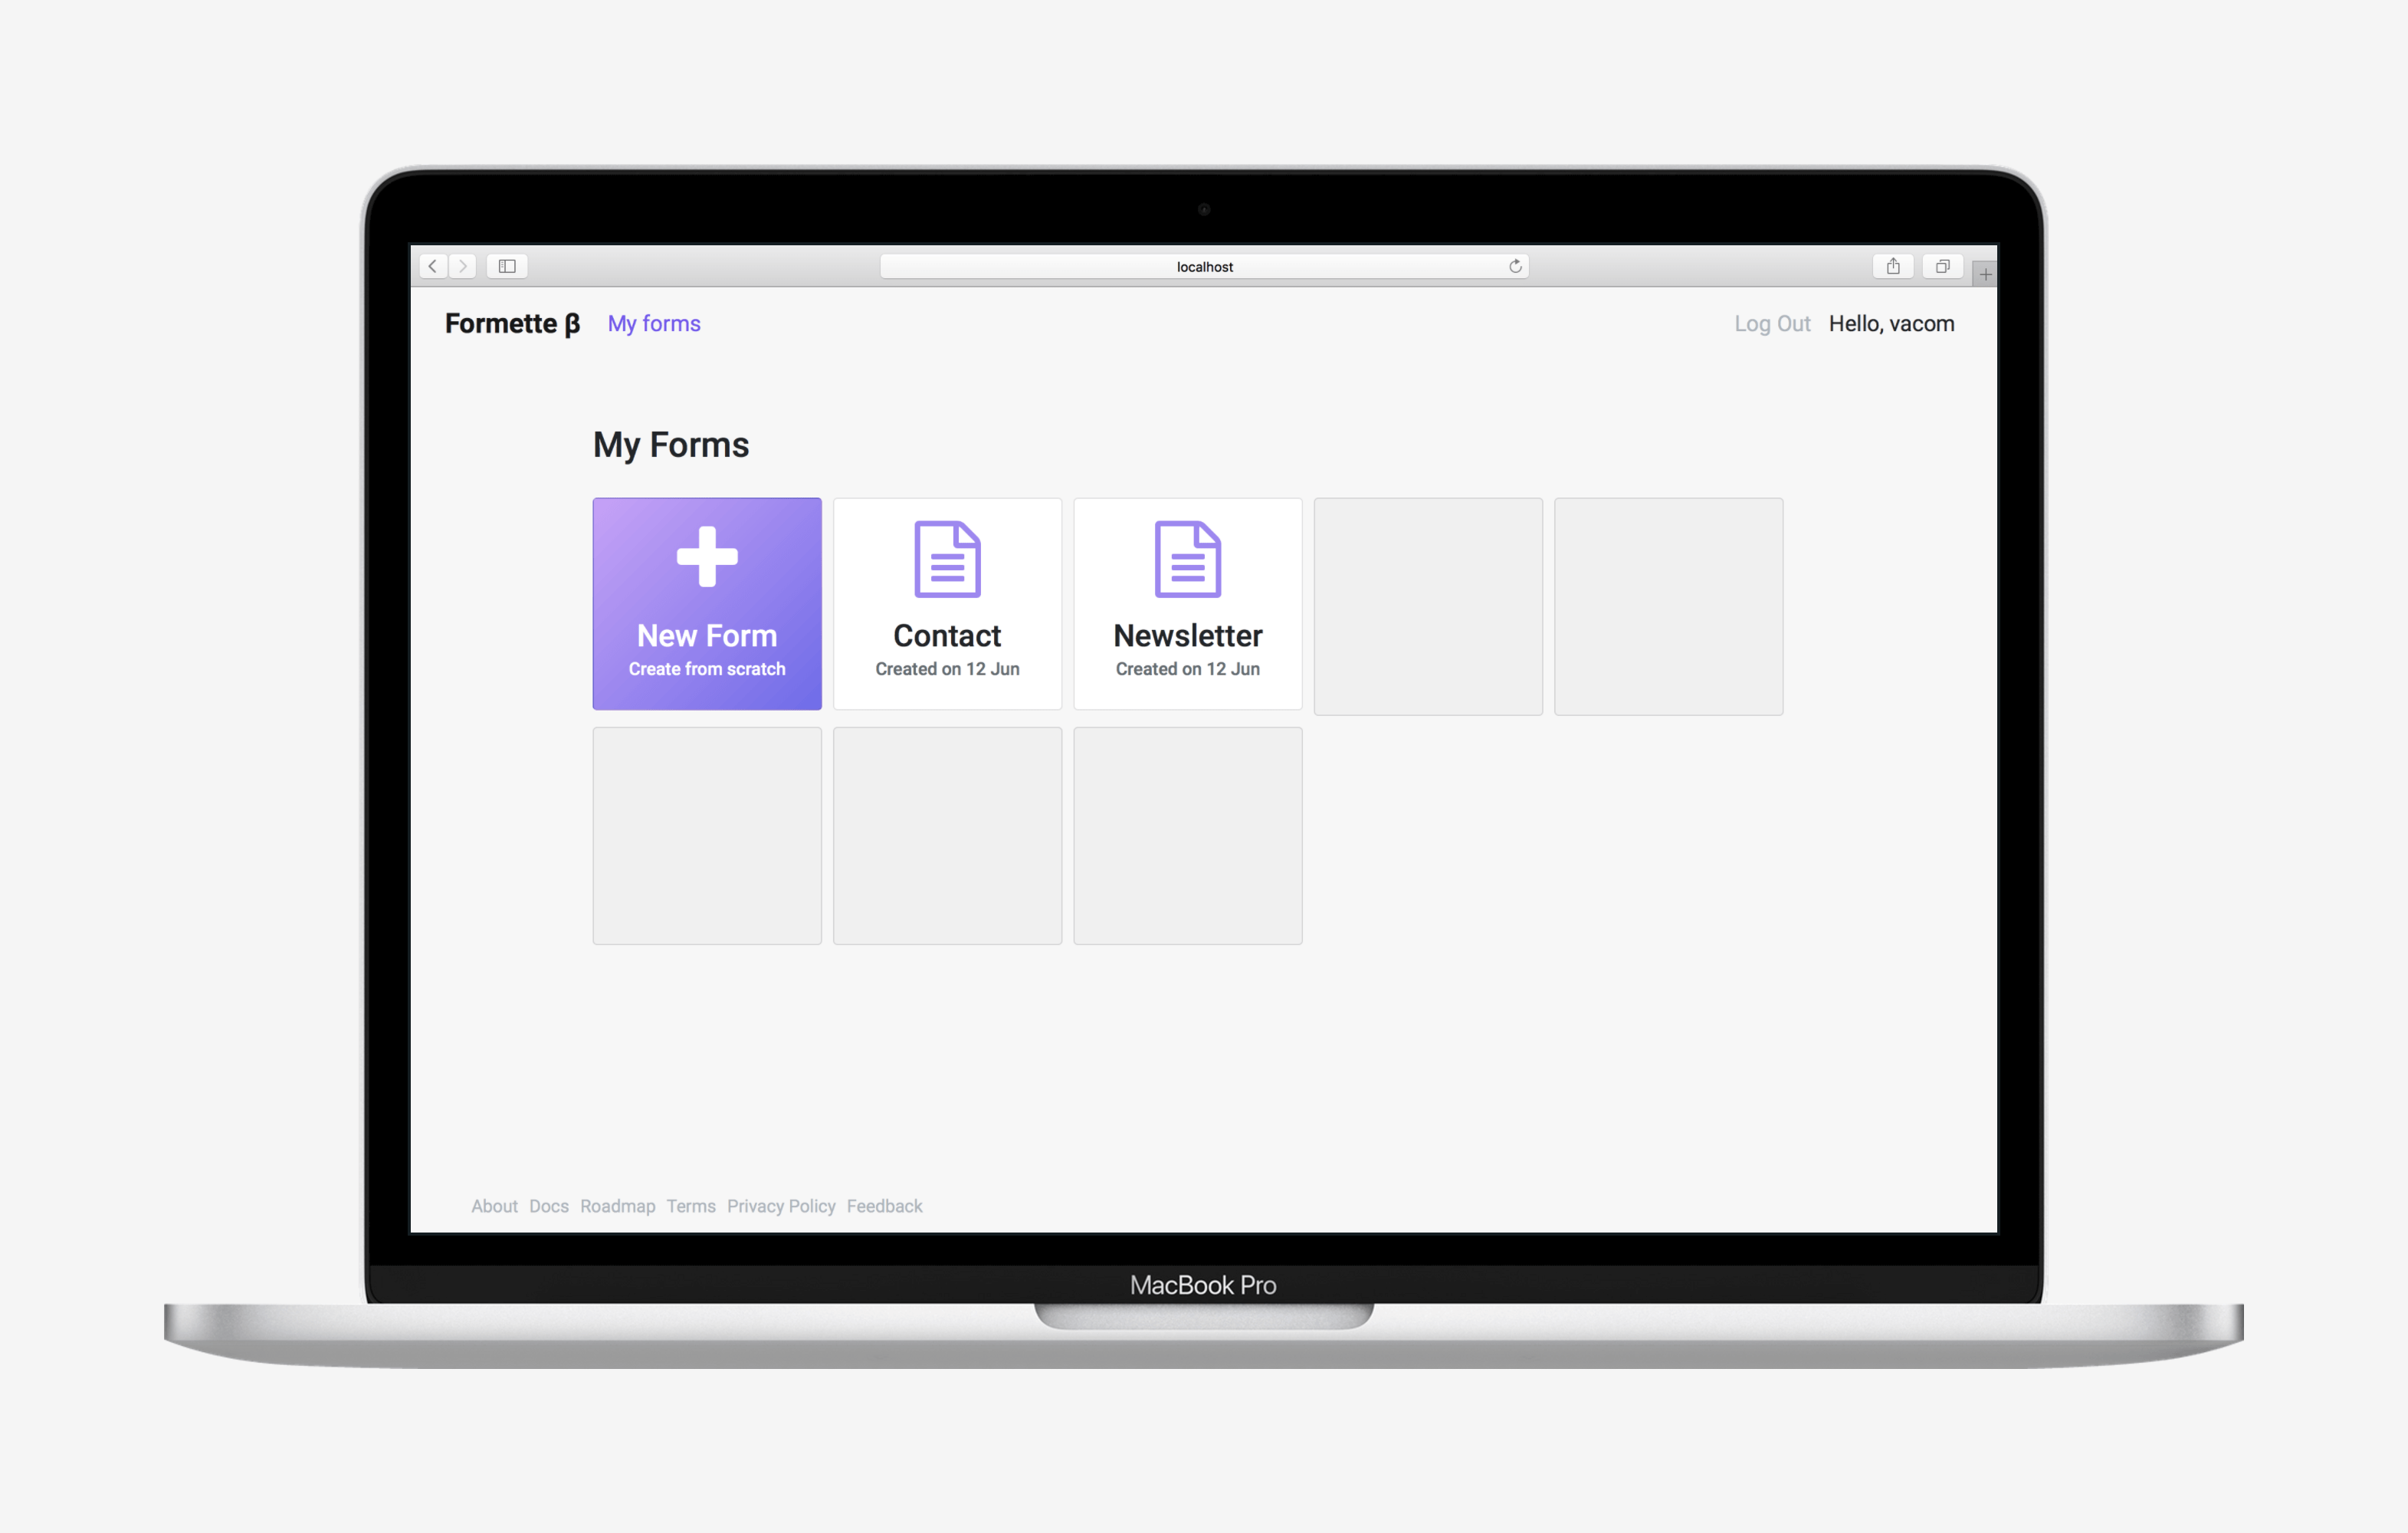 localhost
Formette β My forms Log Out Hello, vacom
My Forms
New Form
Create from scratch
Contact
Created on 12 Jun
Newsletter
Created on 12 Jun
About Docs Roadmap Terms Privacy Policy Feedback
MacBook Pro